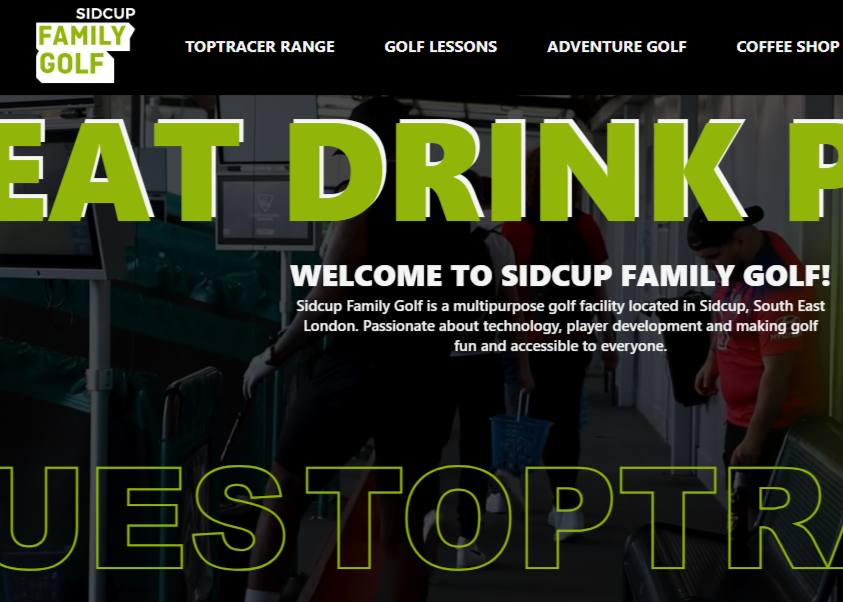 SIDCUP
FAMILY
GOLF
TOPTRACER RANGE GOLF LESSONS ADVENTURE GOLF COFFEE SHOP
EAT DRINK P
WELCOME TO SIDCUP FAMILY GOLF!
Sidcup Family Golf is a multipurpose golf facility located in Sidcup, South East
London. Passionate about technology, player development and making golf
fun and accessible to everyone.
UES TOPTRA